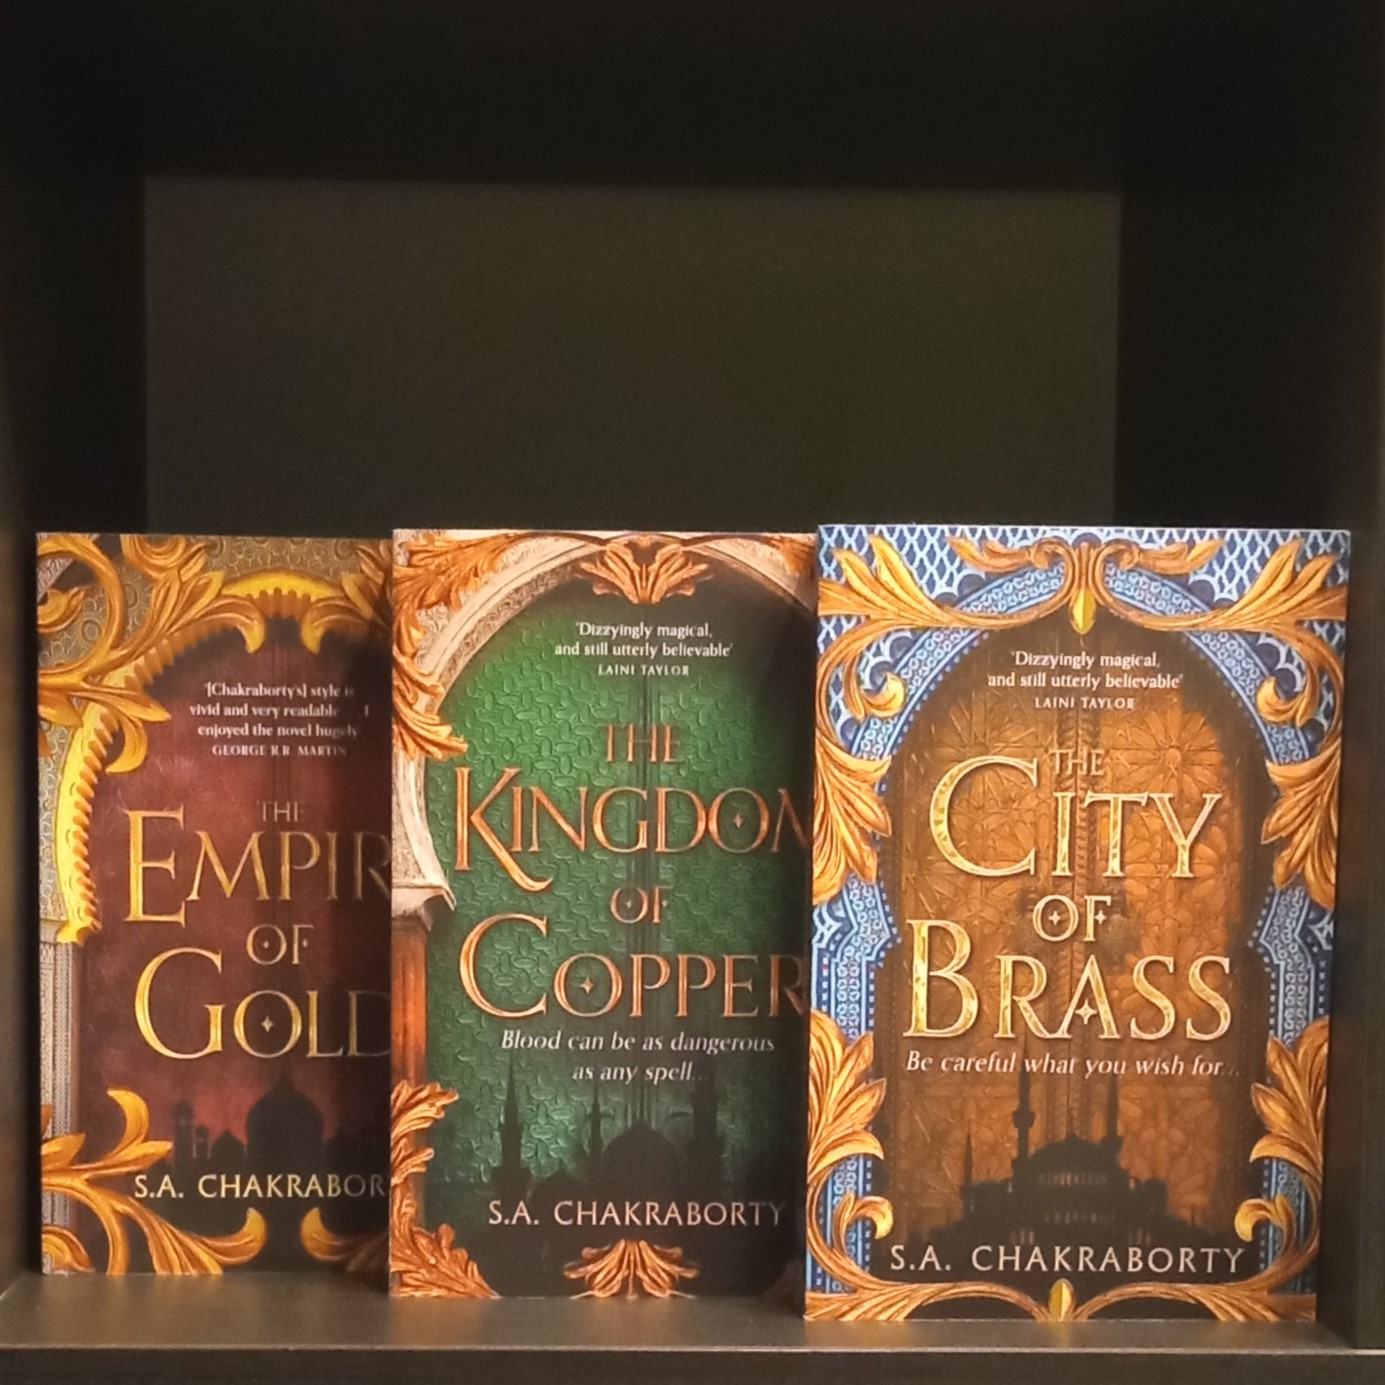 '[Chakraborty's] style is
vivid and very readable ... I
enjoyed the novel hugely
GEORGE R.R. MARTIN
THE
EMPIR
OF
GOLD
S.A. CHAKRABOR
'Dizzyingly magical,
and still utterly believable'
LAINI TAYLOR
THE
KINGDOM
OF
COPPER
Blood can be as dangerous
as any spell...
S.A. CHAKRABORTY
'Dizzyingly magical,
and still utterly believable'
LAINI TAYLOR
THE
CITY
OF
BRASS
Be careful what you wish for...
S.A. CHAKRABORTY